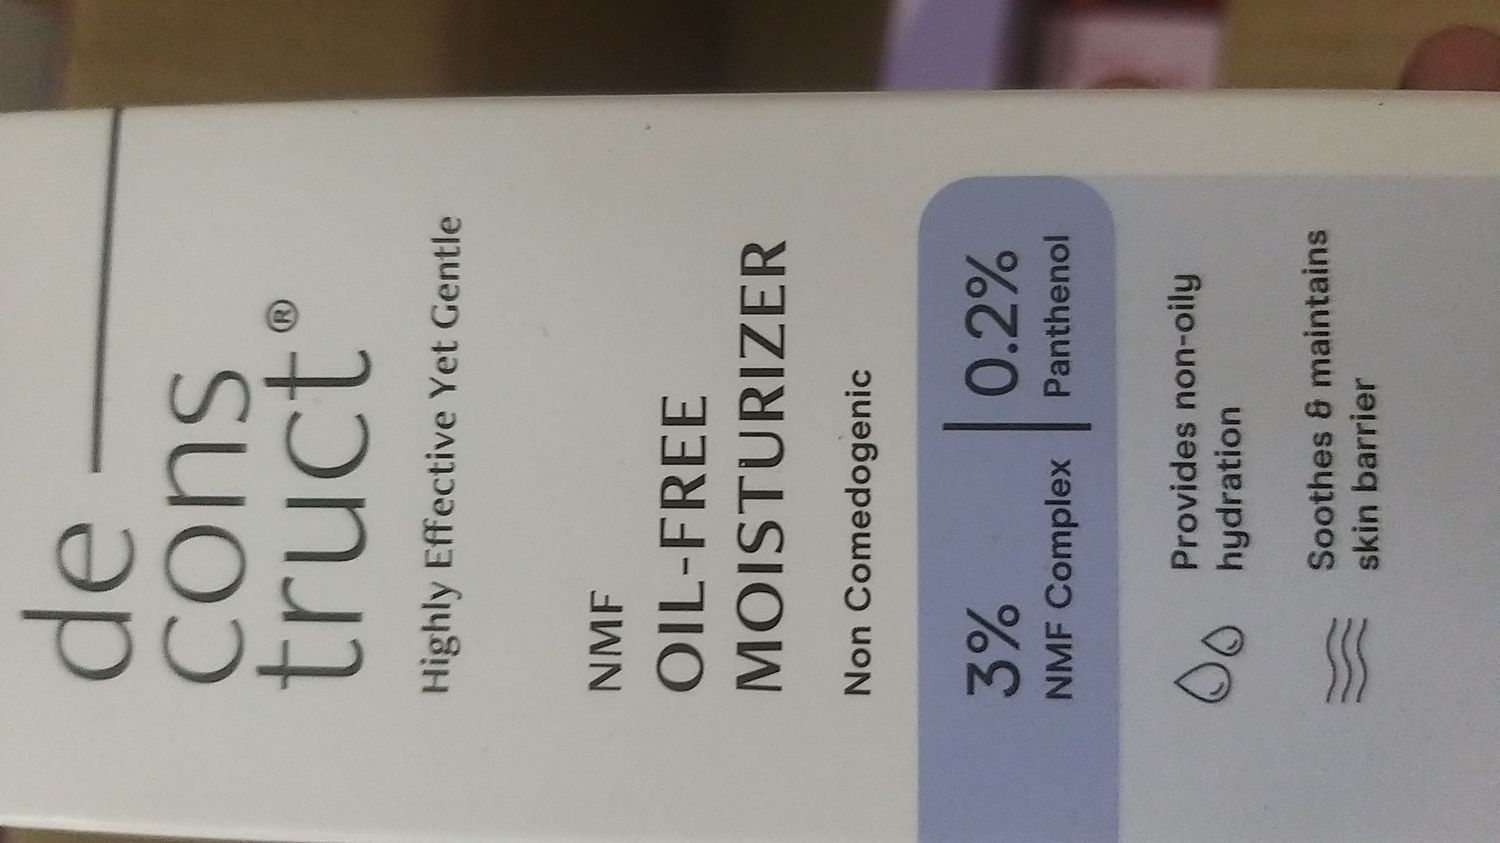 de
cons
truct®
Highly Effective Yet Gentle
NMF
OIL-FREE
MOISTURIZER
Non Comedogenic
3% | 0.2%
NMF Complex | Panthenol
Provides non-oily
hydration
Soothes & maintains
skin barrier